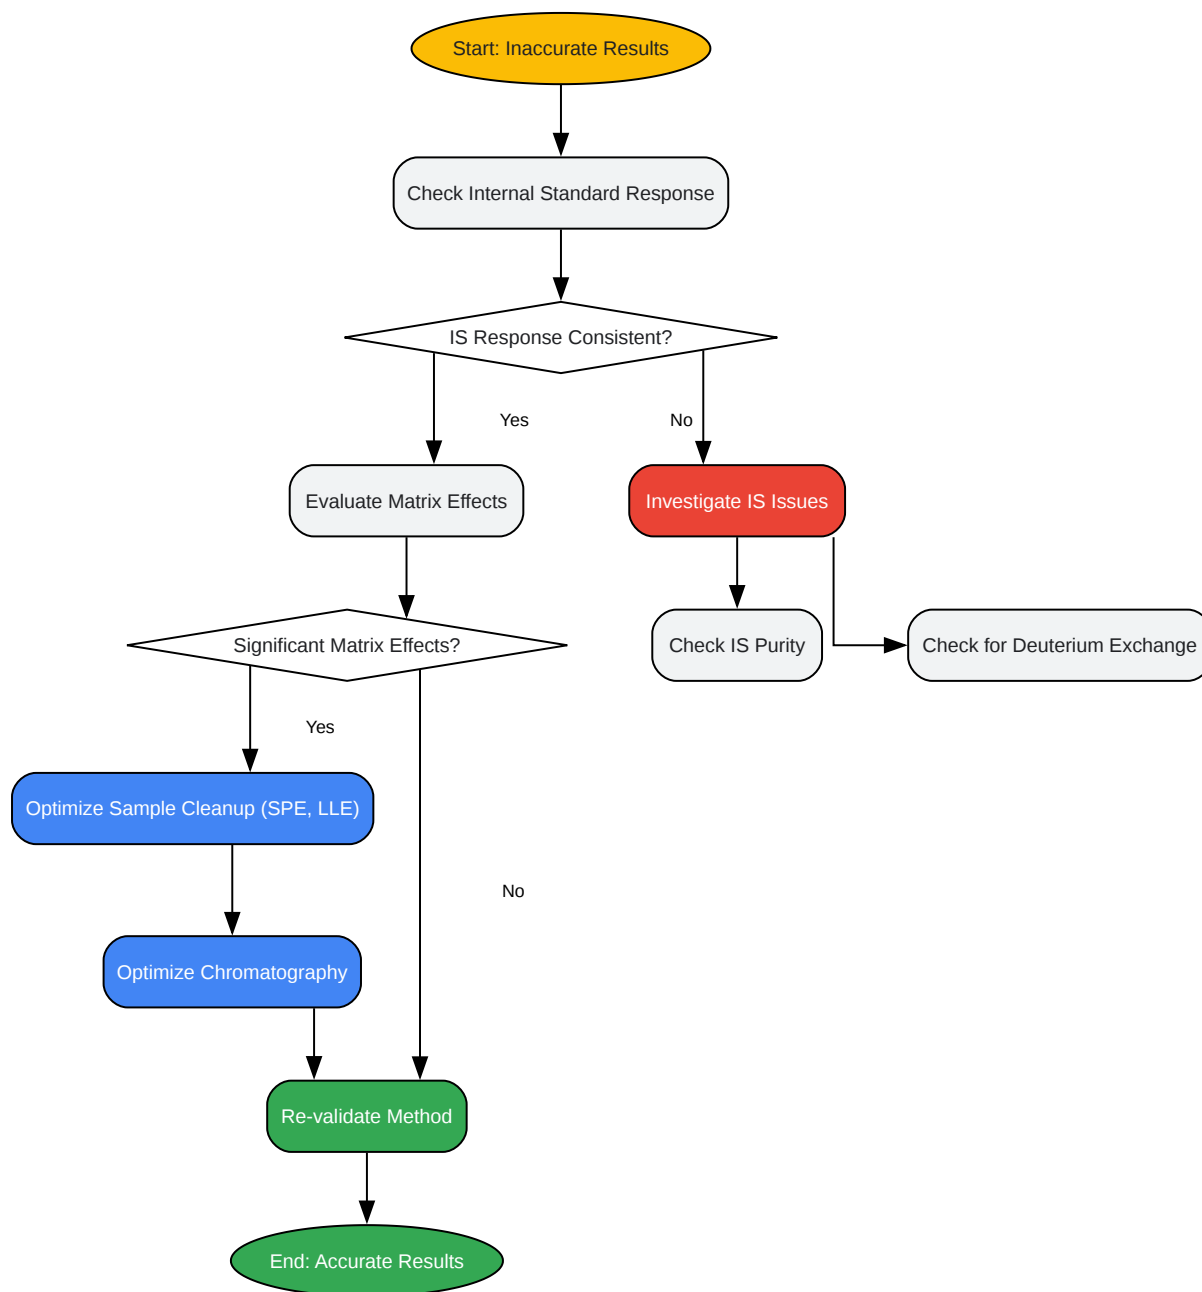 Start: Inaccurate Results
Check Internal Standard Response
IS Response Consistent?
Yes
No
Evaluate Matrix Effects
Investigate IS Issues
Significant Matrix Effects?
Check IS Purity
Check for Deuterium Exchange
Yes
Optimize Sample Cleanup (SPE, LLE)
No
Optimize Chromatography
Re-validate Method
End: Accurate Results